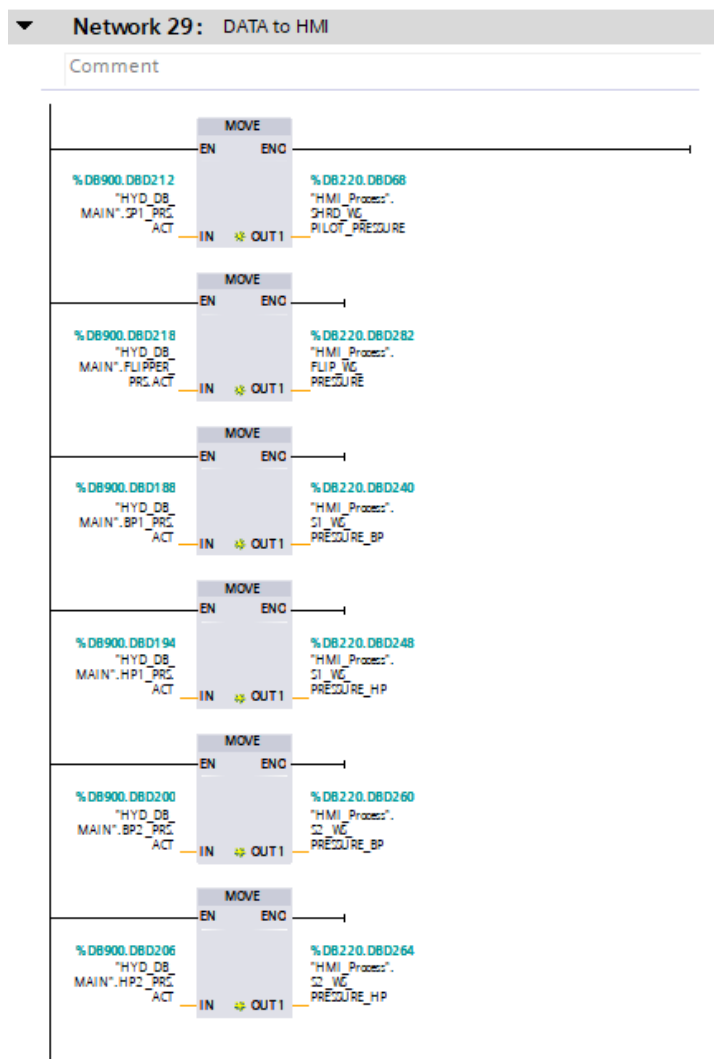 Network 29: DATA to HMI
Comment
MOVE
EN ENO
%DB900.DBD212 %DB220.DBD68
"HYD_DB_ "HMI_Process".
MAIN".SP1_PRS. SHRD_WS_
ACT PILOT_PRESSURE
IN OUT1
MOVE
EN ENO
%DB900.DBD218 %DB220.DBD282
"HYD_DB_ "HMI_Process".
MAIN".FLIPPER_ FLIP_WS_
PRS.ACT PRESSURE
IN OUT1
MOVE
EN ENO
%DB900.DBD188 %DB220.DBD240
"HYD_DB_ "HMI_Process".
MAIN".BP1_PRS. S1_WS_
ACT PRESSURE_BP
IN OUT1
MOVE
EN ENO
%DB900.DBD194 %DB220.DBD248
"HYD_DB_ "HMI_Process".
MAIN".HP1_PRS. S1_WS_
ACT PRESSURE_HP
IN OUT1
MOVE
EN ENO
%DB900.DBD200 %DB220.DBD260
"HYD_DB_ "HMI_Process".
MAIN".BP2_PRS. S2_WS_
ACT PRESSURE_BP
IN OUT1
MOVE
EN ENO
%DB900.DBD206 %DB220.DBD264
"HYD_DB_ "HMI_Process".
MAIN".HP2_PRS. S2_WS_
ACT PRESSURE_HP
IN OUT1